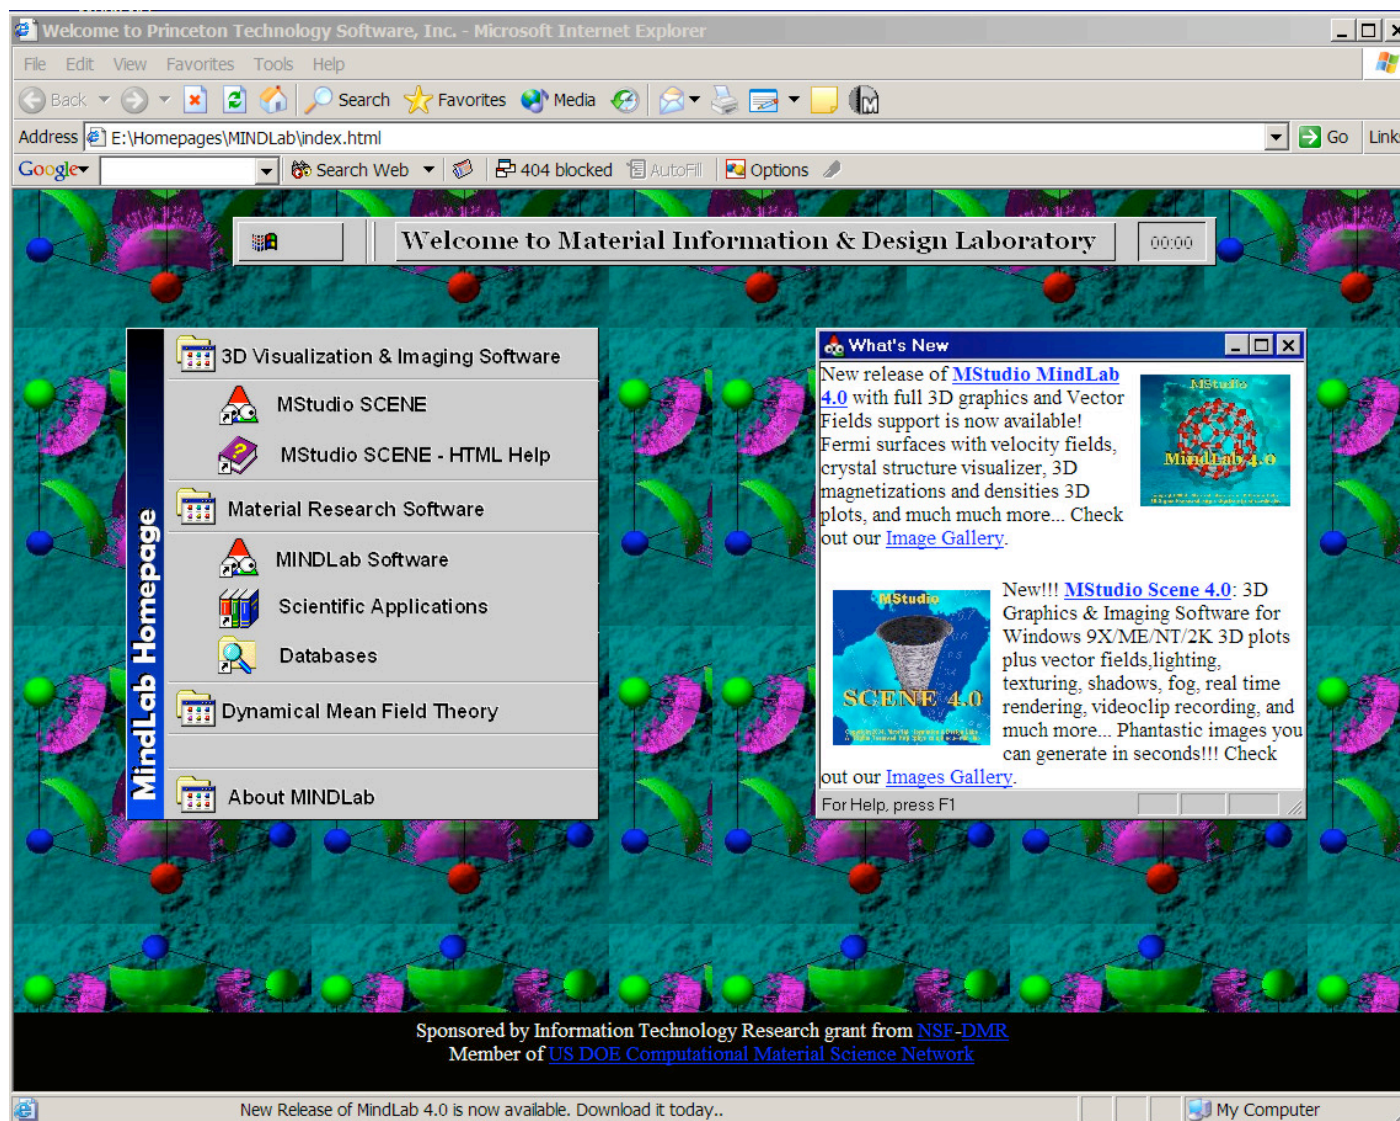 Welcome to Princeton Technology Software, Inc. - Microsoft Internet Explorer
File Edit View Favorites Tools Help
Back Search Favorites Media
Address E:\Homepages\MINDLab\index.html Go Links
Google Search Web 404 blocked AutoFill Options
Welcome to Material Information & Design Laboratory 00:00
MindLab Homepage
3D Visualization & Imaging Software
MStudio SCENE
MStudio SCENE - HTML Help
Material Research Software
MINDLab Software
Scientific Applications
Databases
Dynamical Mean Field Theory
About MINDLab
What's New
New release of MStudio MindLab
4.0 with full 3D graphics and Vector
Fields support is now available!
Fermi surfaces with velocity fields,
crystal structure visualizer, 3D
magnetizations and densities 3D
plots, and much much more... Check
out our Image Gallery.
MStudio
MindLab 4.0
New!!! MStudio Scene 4.0: 3D
Graphics & Imaging Software for
Windows 9X/ME/NT/2K 3D plots
plus vector fields,lighting,
texturing, shadows, fog, real time
rendering, videoclip recording, and
much more... Phantastic images you
can generate in seconds!!! Check
out our Images Gallery.
MStudio
SCENE 4.0
For Help, press F1
Sponsored by Information Technology Research grant from NSF-DMR
Member of US DOE Computational Material Science Network
New Release of MindLab 4.0 is now available. Download it today..
My Computer